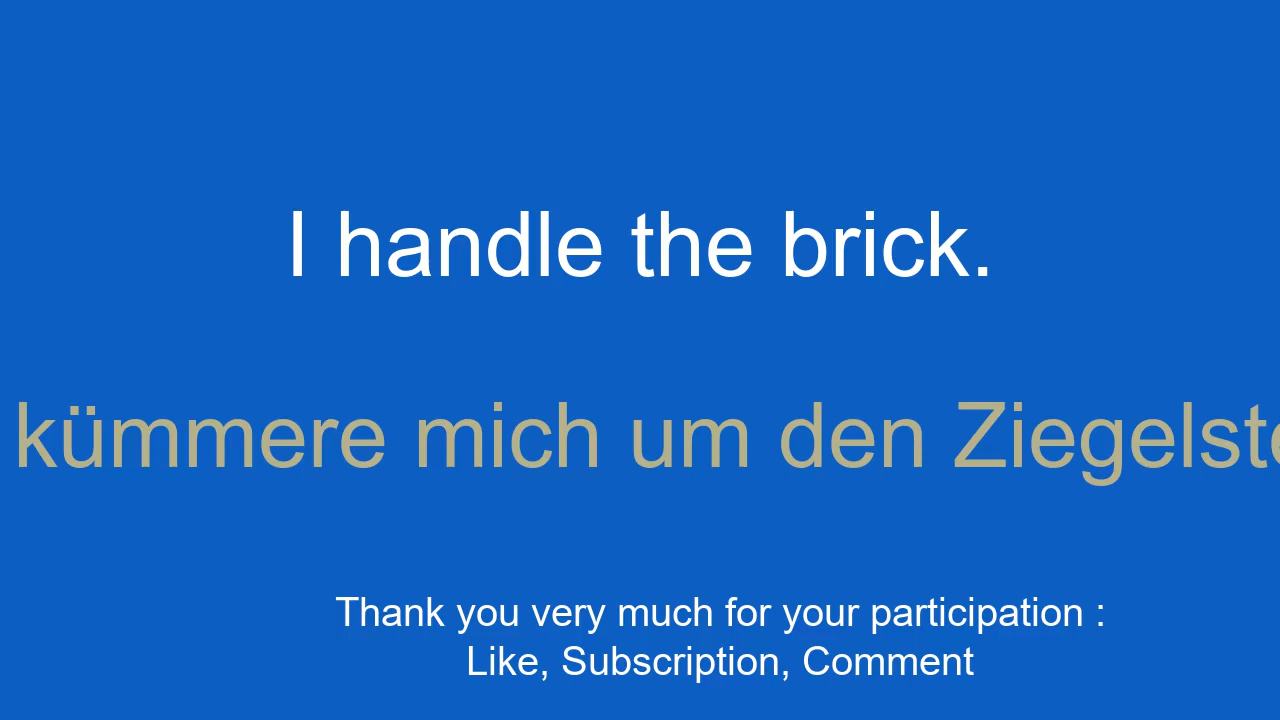 I handle the brick.
kümmere mich um den
Thank you very much for your participation :
Like, Subscription, Comment